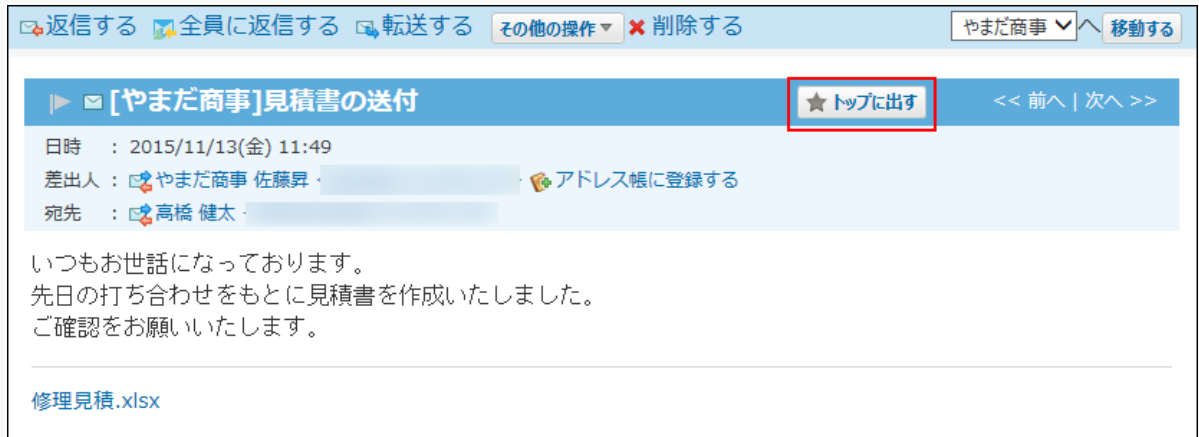 返信する 全員に返信する 転送する その他の操作▼ 削除する やまだ商事 へ 移動する
[やまだ商事]見積書の送付 トップに出す << 前へ | 次へ >>
日時 : 2015/11/13(金) 11:49
差出人 : やまだ商事 佐藤昇 アドレス帳に登録する
宛先 : 高橋 健太
いつもお世話になっております。
先日の打ち合わせをもとに見積書を作成いたしました。
ご確認をお願いいたします。
修理見積.xlsx